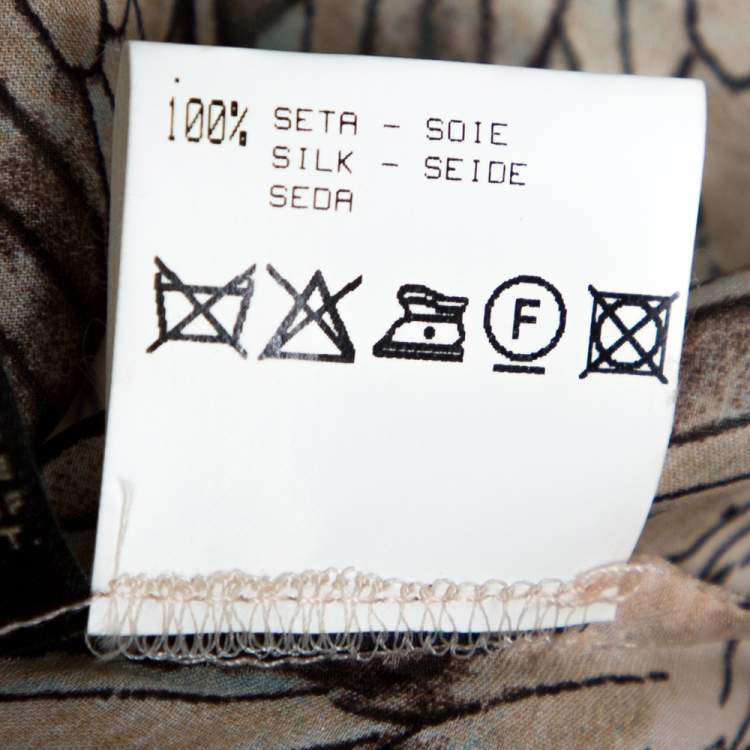 100% SETA - SOIE
SILK - SEIDE
SEDA
F